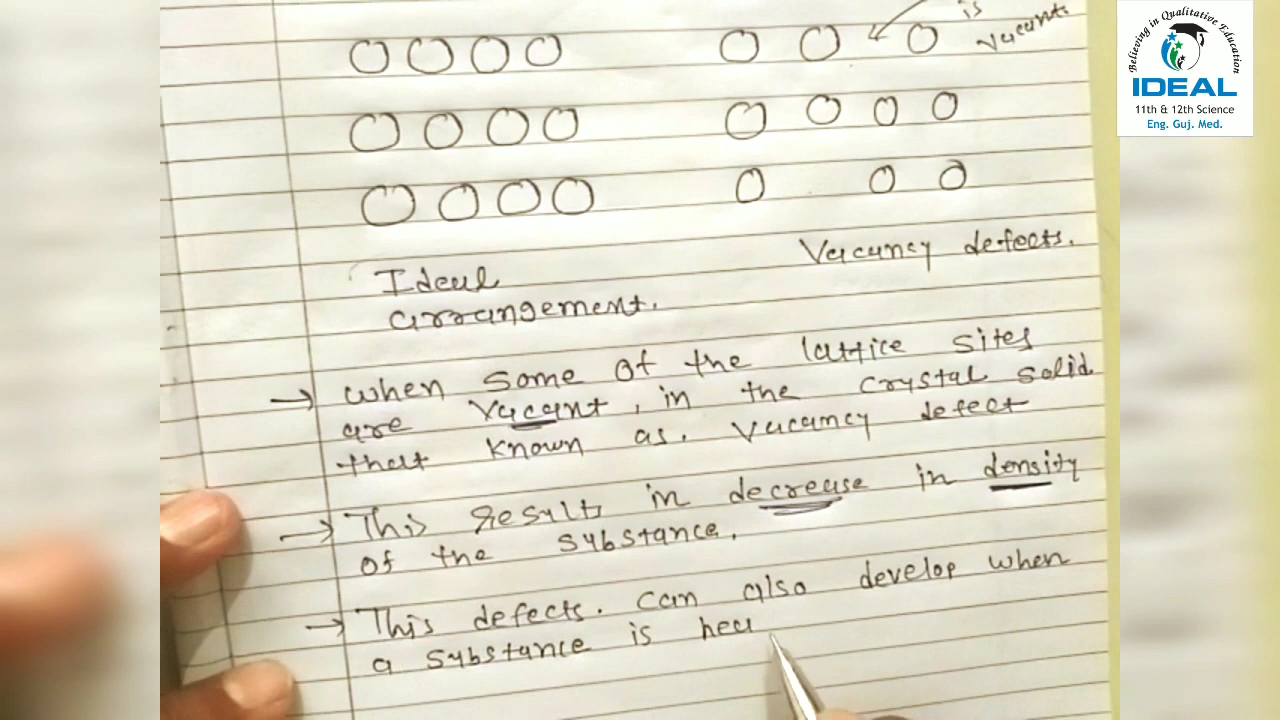 is
vacant.
Ideal
arrangement.
Vacancy defects.
→ When some of the lattice sites
are vacant, in the crystal solid
that known as. Vacancy defect
→ This results in decrease in density
of the substance.
→ This defects. can also develop when
a substance is hea
Believing in Qualitative Education
IDEAL
11th & 12th Science
Eng. Guj. Med.